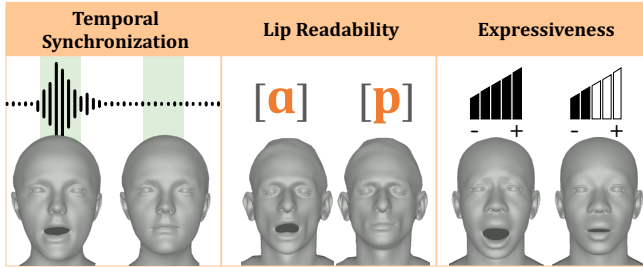 Temporal
Synchronization
Lip Readability
Expressiveness
[ɑ]
[p]
- +
- +